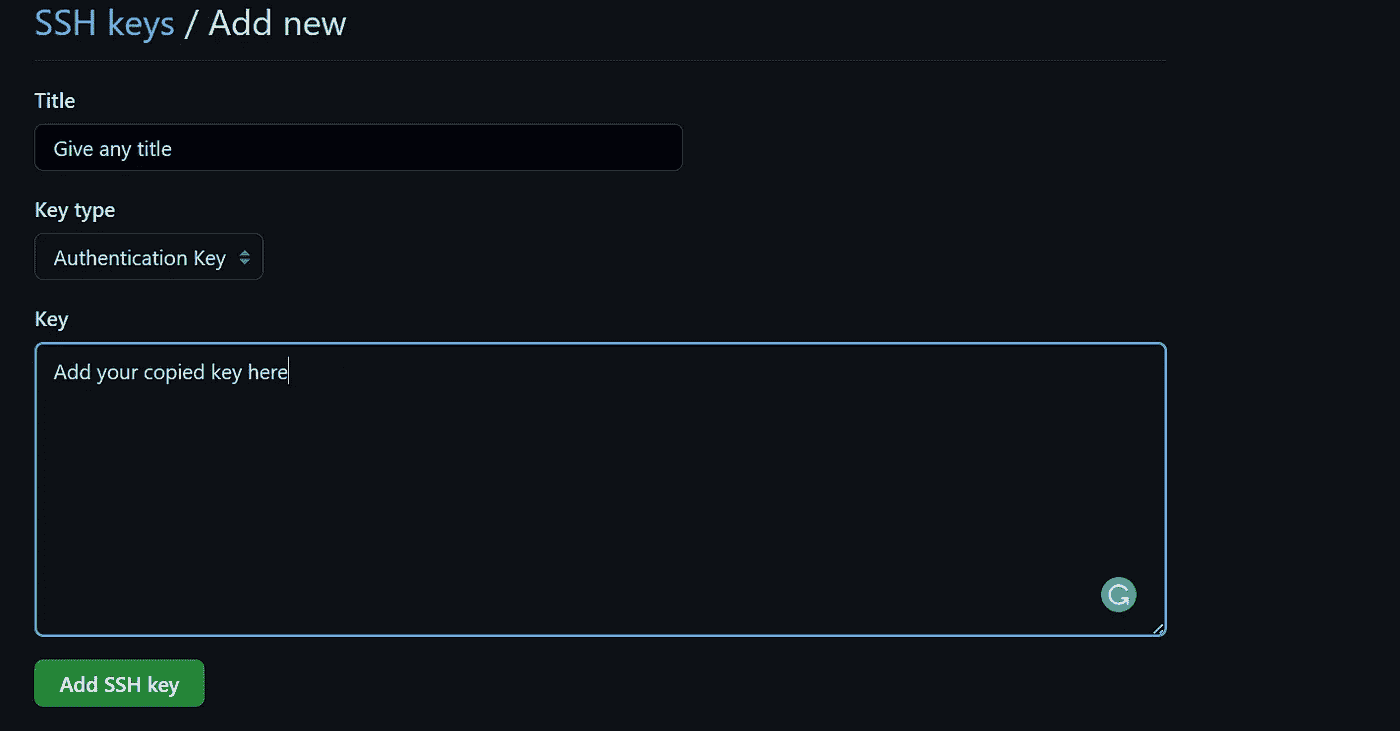 SSH keys / Add new
Title
Give any title
Key type
Authentication Key
Key
Add your copied key here
Add SSH key